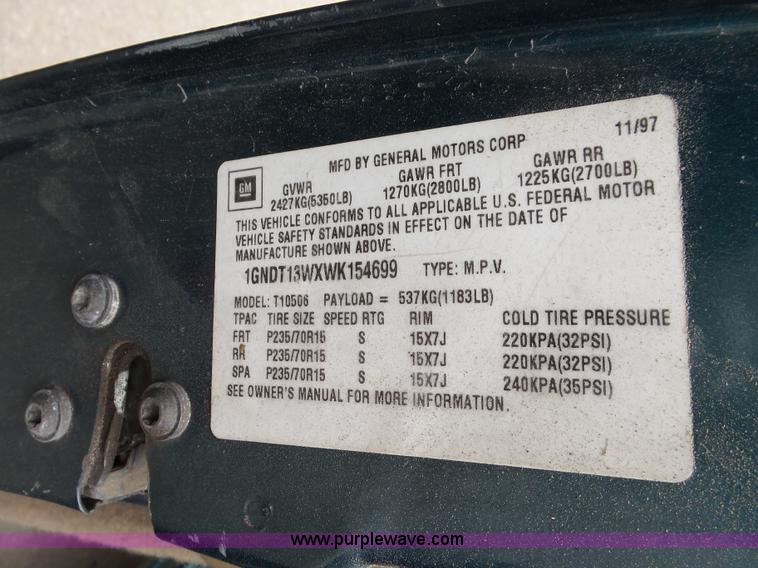 11/97
MFD BY GENERAL MOTORS CORP
GM
GVWR GAWR FRT GAWR RR
2427KG(5350LB) 1270KG(2800LB) 1225KG(2700LB)
THIS VEHICLE CONFORMS TO ALL APPLICABLE U.S. FEDERAL MOTOR
VEHICLE SAFETY STANDARDS IN EFFECT ON THE DATE OF
MANUFACTURE SHOWN ABOVE.
1GNDT13WXWK154699 TYPE: M.P.V.
MODEL: T10506 PAYLOAD = 537KG(1183LB)
TPAC TIRE SIZE SPEED RTG RIM COLD TIRE PRESSURE
FRT P235/70R15 S 15X7J 220KPA(32PSI)
RR P235/70R15 S 15X7J 220KPA(32PSI)
SPA P235/70R15 S 15X7J 240KPA(35PSI)
SEE OWNER'S MANUAL FOR MORE INFORMATION.
www.purplewave.com